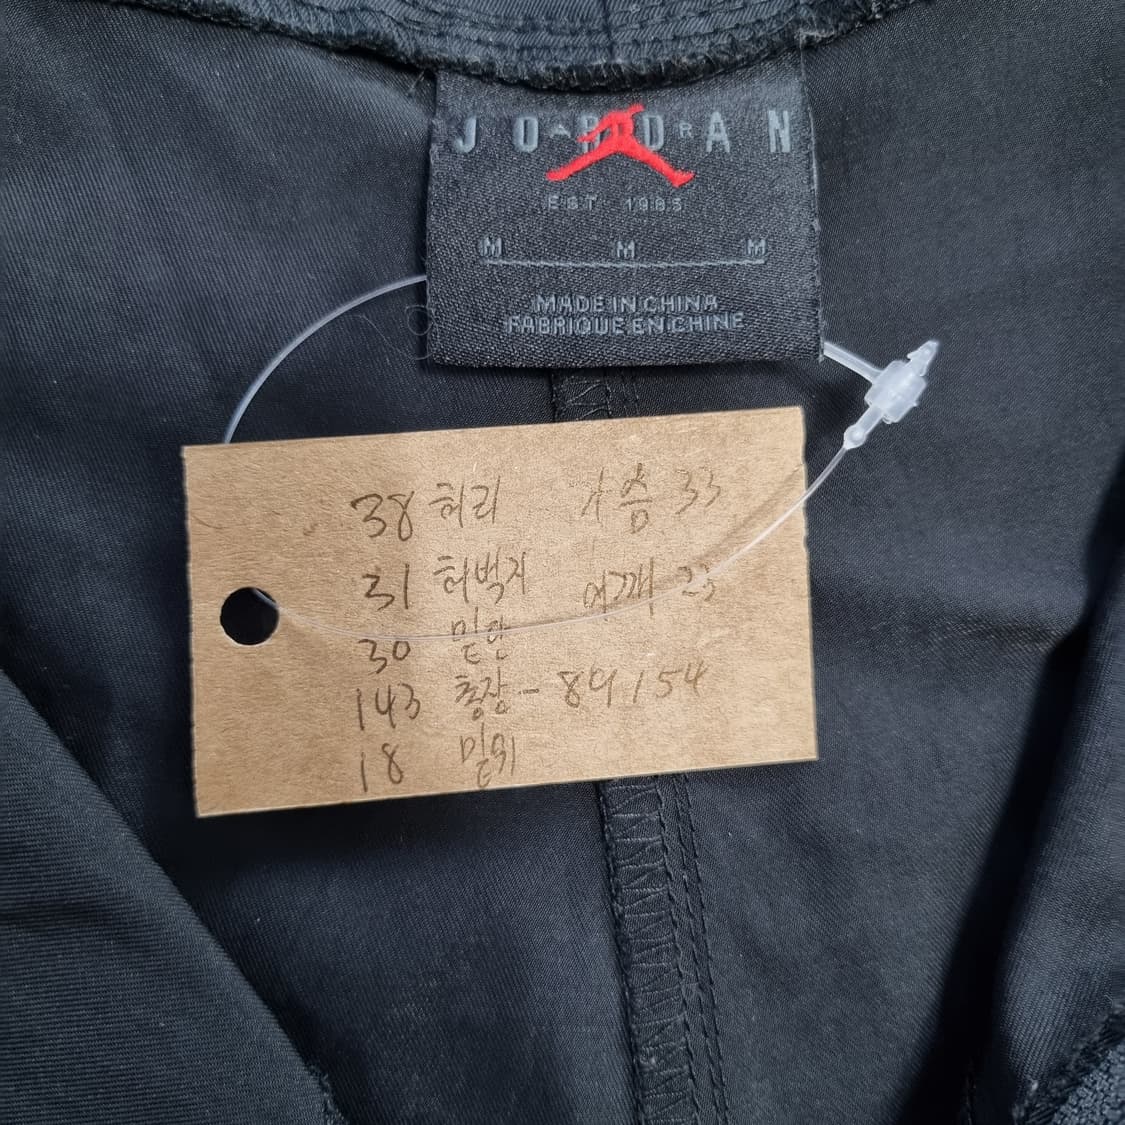 JORDAN
AIR
EST 1985
M M M
MADE IN CHINA
FABRIQUE EN CHINE
38 허리 가슴 33
31 허벅지 어깨 23
30 밑단
143 총장 - 89/54
18 밑위